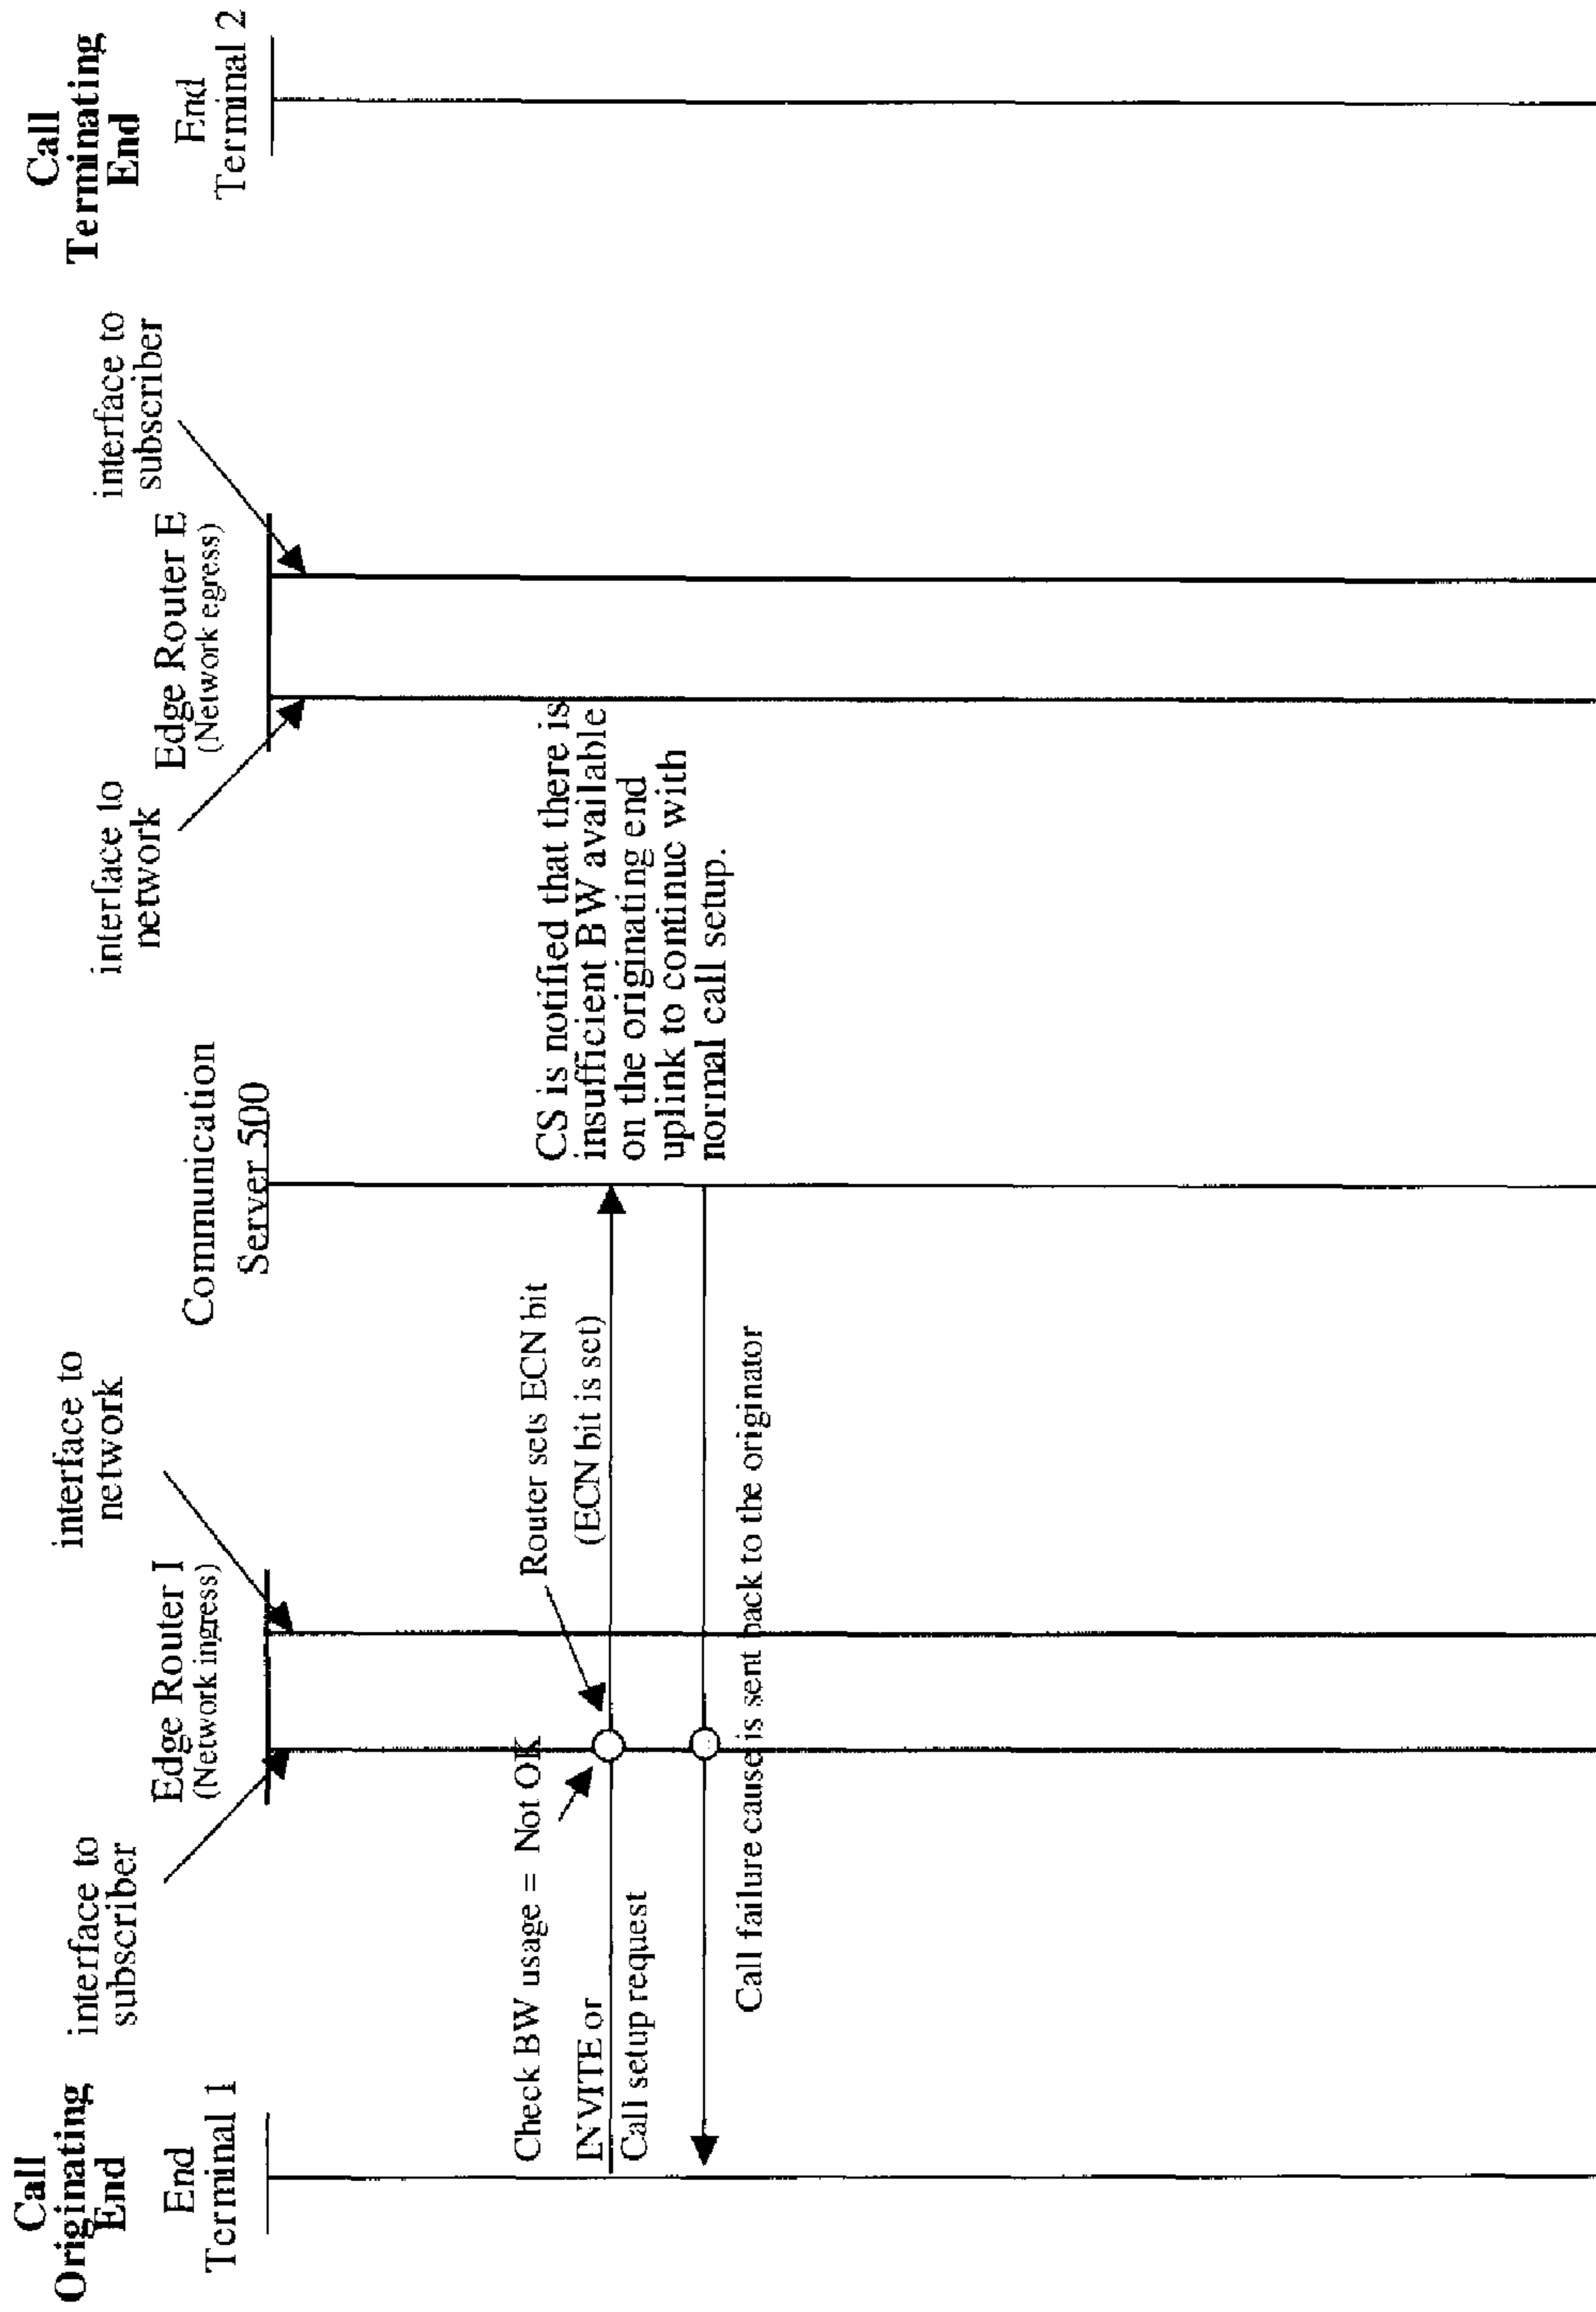 Call
Originating
End
End
Terminal 1
interface to
subscriber
Edge Router I
(Network ingress)
interface to
network
Communication
Server 500
interface to
network
Edge Router E
(Network egress)
interface to
subscriber
Call
Terminating
End
End
Terminal 2
Check BW usage = Not OK
Router sets ECN bit
INVITE or
Call setup request
(ECN bit is set)
CS is notified that there is
insufficient BW available
on the originating end
uplink to continue with
normal call setup.
Call failure cause is sent back to the originator